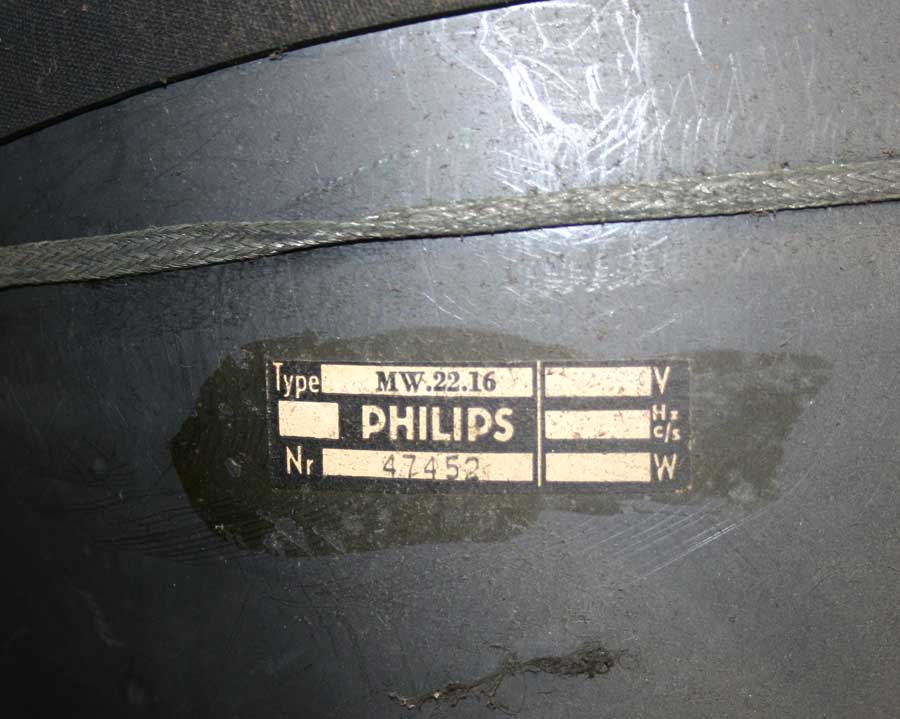 Type MW.22.16 V
PHILIPS Hz c/s
Nr 47452 W